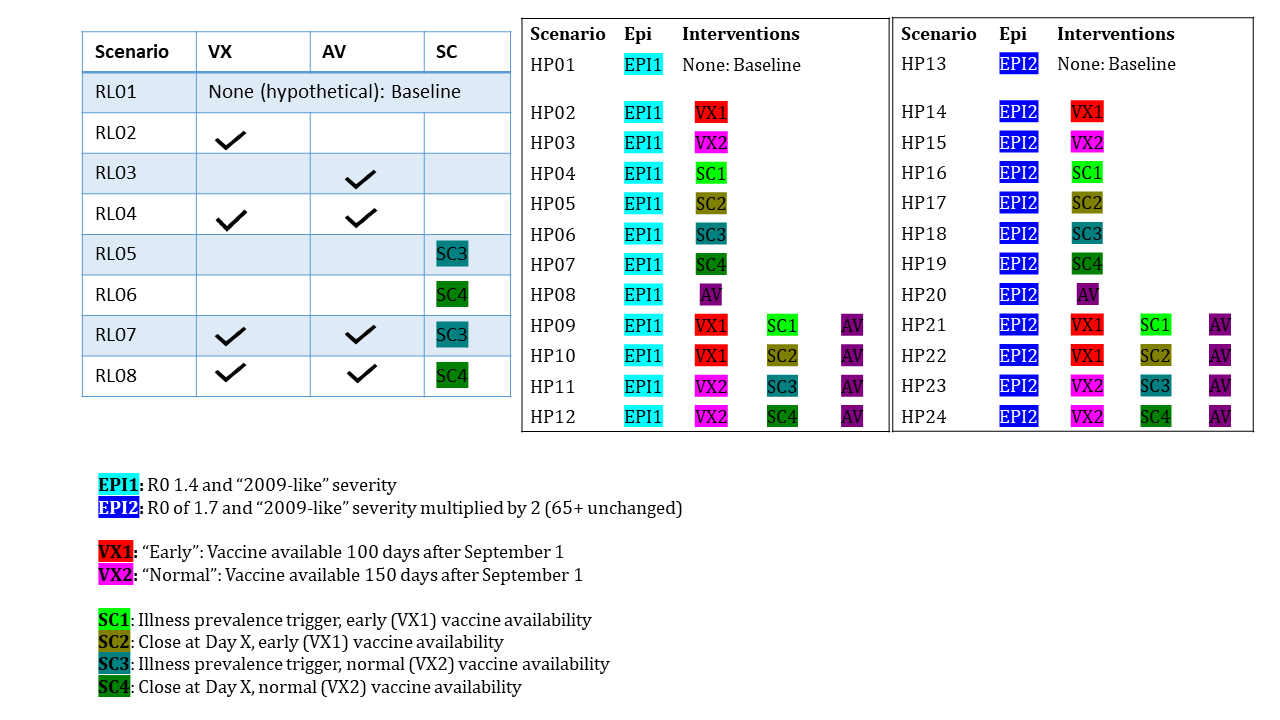 Scenario VX AV SC
RL01 None (hypothetical): Baseline
RL02 ✓
RL03 ✓
RL04 ✓ ✓
RL05 SC3
RL06 SC4
RL07 ✓ ✓ SC3
RL08 ✓ ✓ SC4
Scenario Epi Interventions
HP01 EPI1 None: Baseline
HP02 EPI1 VX1
HP03 EPI1 VX2
HP04 EPI1 SC1
HP05 EPI1 SC2
HP06 EPI1 SC3
HP07 EPI1 SC4
HP08 EPI1 AV
HP09 EPI1 VX1 SC1 AV
HP10 EPI1 VX1 SC2 AV
HP11 EPI1 VX2 SC3 AV
HP12 EPI1 VX2 SC4 AV
Scenario Epi Interventions
HP13 EPI2 None: Baseline
HP14 EPI2 VX1
HP15 EPI2 VX2
HP16 EPI2 SC1
HP17 EPI2 SC2
HP18 EPI2 SC3
HP19 EPI2 SC4
HP20 EPI2 AV
HP21 EPI2 VX1 SC1 AV
HP22 EPI2 VX1 SC2 AV
HP23 EPI2 VX2 SC3 AV
HP24 EPI2 VX2 SC4 AV
EPI1: R0 1.4 and “2009-like” severity
EPI2: R0 of 1.7 and “2009-like” severity multiplied by 2 (65+ unchanged)
VX1: “Early”: Vaccine available 100 days after September 1
VX2: “Normal”: Vaccine available 150 days after September 1
SC1: Illness prevalence trigger, early (VX1) vaccine availability
SC2: Close at Day X, early (VX1) vaccine availability
SC3: Illness prevalence trigger, normal (VX2) vaccine availability
SC4: Close at Day X, normal (VX2) vaccine availability